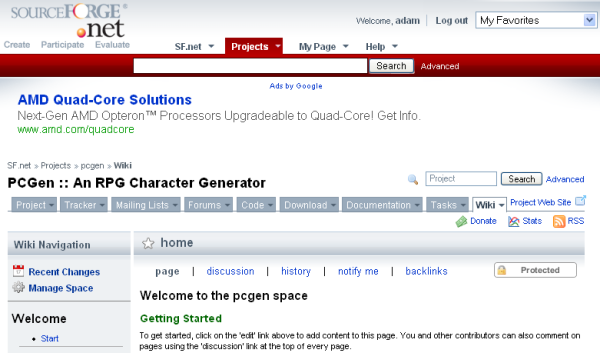 SOURCEFORGE®
.net
Create Participate Evaluate
Welcome, adam | Log out My Favorites
SF.net Projects My Page Help
Search Advanced
Ads by Google
AMD Quad-Core Solutions
Next-Gen AMD Opteron™ Processors Upgradeable to Quad-Core! Get Info.
www.amd.com/quadcore
SF.net » Projects » pcgen » Wiki
PCGen :: An RPG Character Generator
Project Search Advanced
Project Tracker Mailing Lists Forums Code Download Documentation Tasks Wiki Project Web Site
Donate Stats RSS
Wiki Navigation
Recent Changes
Manage Space
Welcome
• Start
home
page | discussion | history | notify me | backlinks Protected
Welcome to the pcgen space
Getting Started
To get started, click on the 'edit' link above to add content to this page. You and other contributors can also comment on
pages using the 'discussion' link at the top of every page.